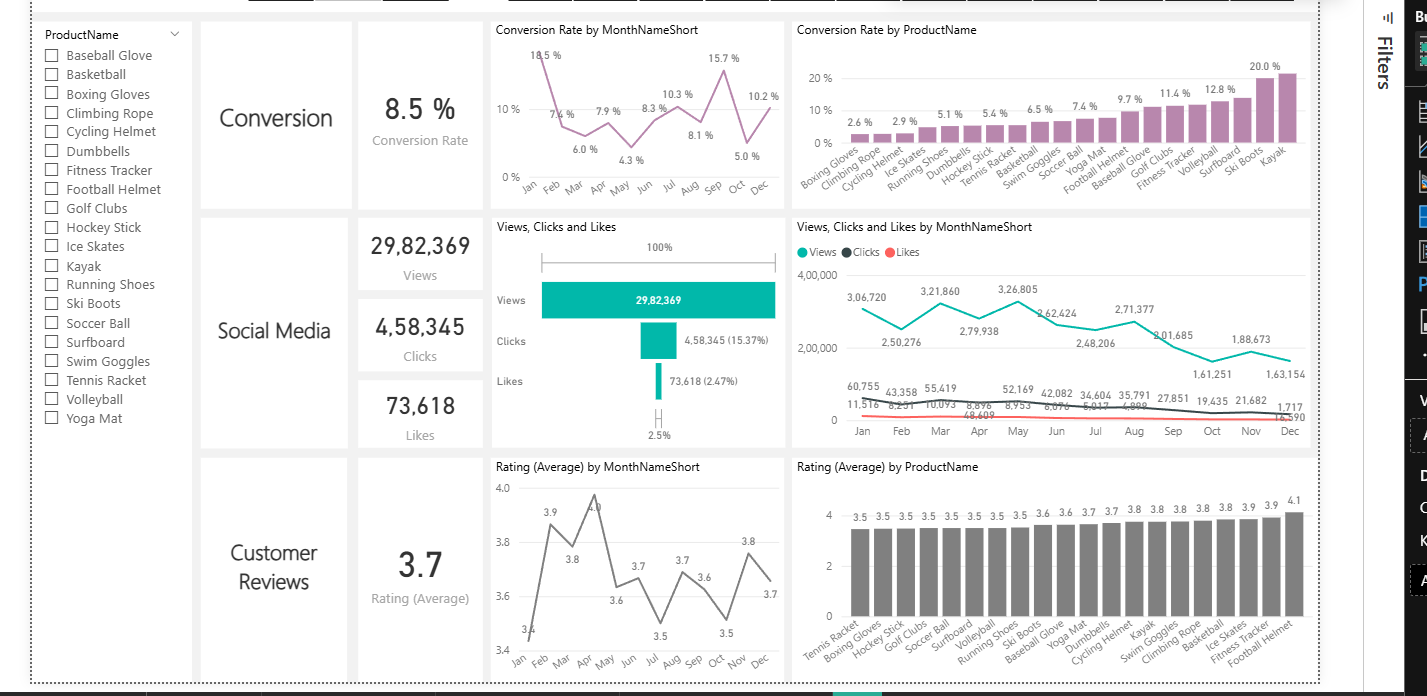 ProductName
Baseball Glove
Basketball
Boxing Gloves
Climbing Rope
Cycling Helmet
Dumbbells
Fitness Tracker
Football Helmet
Golf Clubs
Hockey Stick
Ice Skates
Kayak
Running Shoes
Ski Boots
Soccer Ball
Surfboard
Swim Goggles
Tennis Racket
Volleyball
Yoga Mat
Conversion
8.5 %
Conversion Rate
Conversion Rate by MonthNameShort
18.5 %
15.7 %
10.3 %
10.2 %
10 %
7.4 %
7.9 %
8.3 %
8.1 %
6.0 %
4.3 %
5.0 %
0 %
Jan Feb Mar Apr May Jun Jul Aug Sep Oct Dec
Conversion Rate by ProductName
20.0 %
20 %
12.8 %
11.4 %
9.7 %
10 %
7.4 %
6.5 %
5.4 %
5.1 %
2.9 %
2.6 %
0 %
Boxing Gloves Climbing Rope Cycling Helmet Ice Skates Running Shoes Dumbbells Hockey Stick Tennis Racket Basketball Swim Goggles Soccer Ball Yoga Mat Football Helmet Baseball Glove Golf Clubs Fitness Tracker Volleyball Surfboard Ski Boots Kayak
Social Media
29,82,369
Views
4,58,345
Clicks
73,618
Likes
Views, Clicks and Likes
100%
Views 29,82,369
Clicks 4,58,345 (15.37%)
Likes 73,618 (2.47%)
2.5%
Views, Clicks and Likes by MonthNameShort
Views Clicks Likes
4,00,000
3,06,720 2,50,276 3,21,860 2,79,938 3,26,805 2,62,424 2,48,206 2,71,377 2,01,685 1,61,251 1,88,673 1,63,154
2,00,000
60,755 43,358 55,419 48,609 52,169 42,082 34,604 35,791 27,851 19,435 21,682 16,590
11,516 8,251 10,093 8,896 8,953 1,717
0
Jan Feb Mar Apr May Jun Jul Aug Sep Oct Nov Dec
Customer
Reviews
3.7
Rating (Average)
Rating (Average) by MonthNameShort
4.0
3.9
4.0
3.8
3.8
3.8
3.7
3.7
3.6
3.6
3.6
3.7
3.5
3.5
3.4
3.4
Jan Feb Mar Apr May Jun Jul Aug Sep Oct Nov Dec
Rating (Average) by ProductName
3.5 3.5 3.5 3.5 3.5 3.5 3.5 3.5 3.6 3.6 3.7 3.7 3.8 3.8 3.8 3.8 3.8 3.9 3.9 4.1
4
2
0
Tennis Racket Boxing Gloves Hockey Stick Golf Clubs Soccer Ball Surfboard Volleyball Running Shoes Ski Boots Baseball Glove Yoga Mat Dumbbells Cycling Helmet Kayak Swim Goggles Climbing Rope Basketball Ice Skates Fitness Tracker Football Helmet
Filters